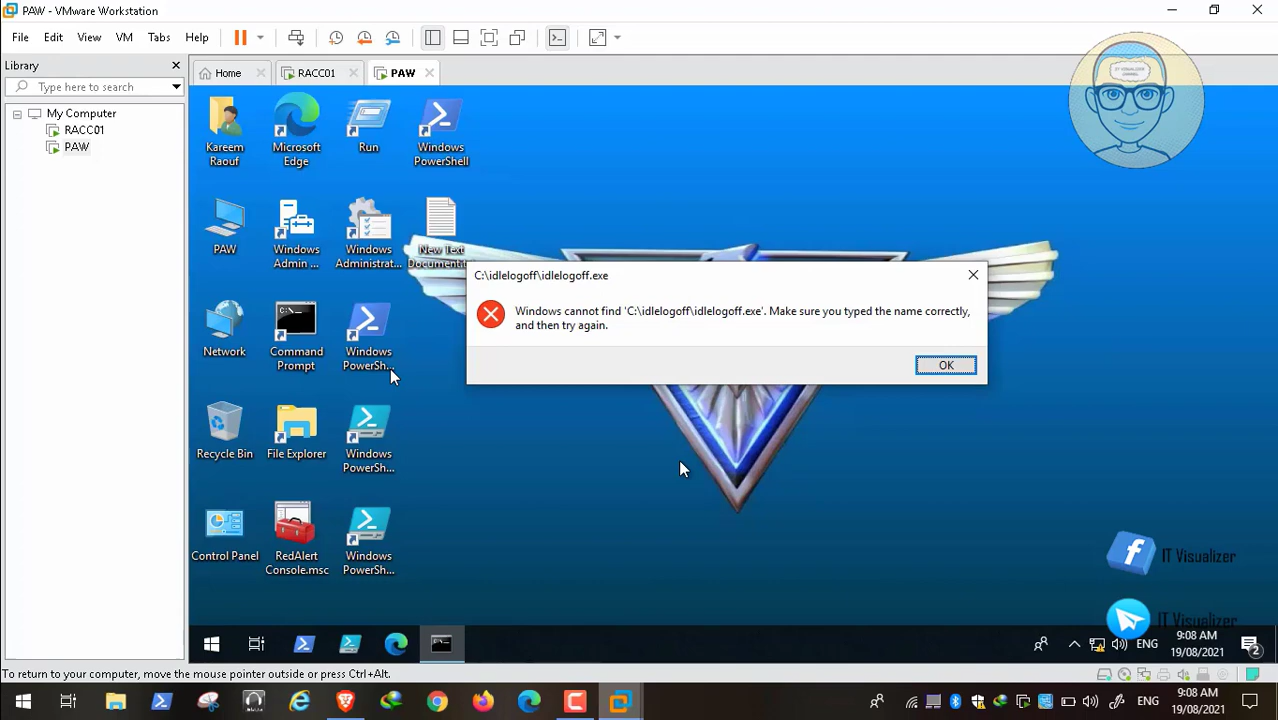 PAW - VMware Workstation
File Edit View VM Tabs Help
Library
Type here to search
My Computer
RACC01
PAW
Home
RACC01
PAW
Kareem
Raouf
Microsoft
Edge
Run
Windows
PowerShell
PAW
Windows
Admin ...
Windows
Administrat...
New Text
Network
Command
Prompt
Windows
PowerSh...
Recycle Bin
File Explorer
Windows
PowerSh...
Control Panel
RedAlert
Console.msc
Windows
PowerSh...
C:\idlelogoff\idlelogoff.exe
Windows cannot find 'C:\idlelogoff\idlelogoff.exe'. Make sure you typed the name correctly,
and then try again.
OK
IT Visualizer
IT Visualizer
ENG
9:08 AM
19/08/2021
2
To return to your computer, move the mouse pointer outside or press Ctrl+Alt.
ENG
9:08 AM
19/08/2021